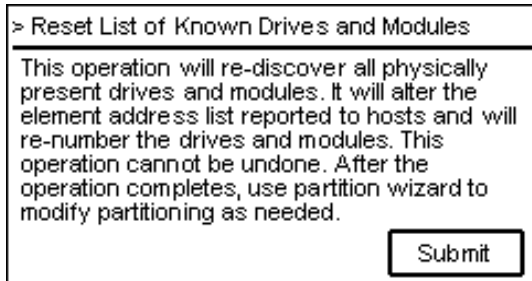 > Reset List of Known Drives and Modules
This operation will re-discover all physically
present drives and modules. It will alter the
element address list reported to hosts and will
re-number the drives and modules. This
operation cannot be undone. After the
operation completes, use partition wizard to
modify partitioning as needed.
Submit